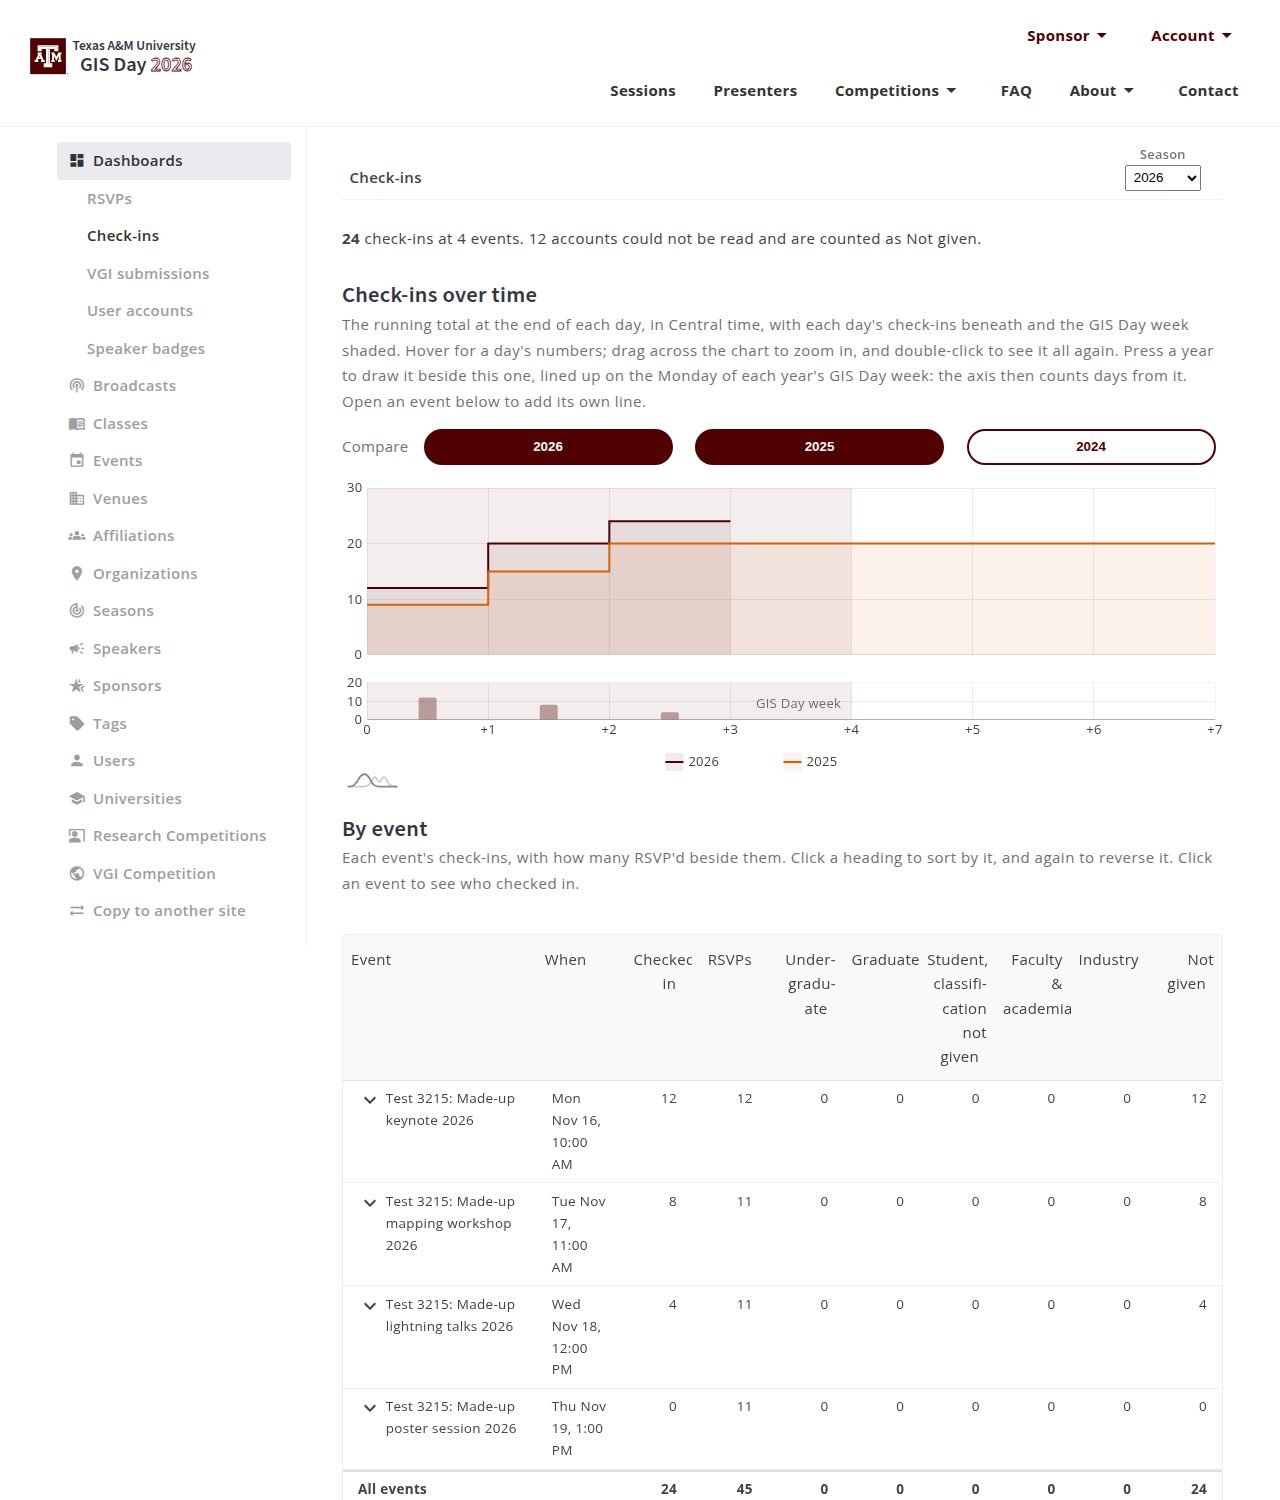 Texas A&M University
GIS Day 2026
ATM
Sponsor
Account
Sessions
Presenters
Competitions
FAQ
About
Contact
Dashboards
RSVPs
Check-ins
VGI submissions
User accounts
Speaker badges
Broadcasts
Classes
Events
Venues
Affiliations
Organizations
Seasons
Speakers
Sponsors
Tags
Users
Universities
Research Competitions
VGI Competition
Copy to another site
Check-ins
Season
2026
24 check-ins at 4 events. 12 accounts could not be read and are counted as Not given.
Check-ins over time
The running total at the end of each day, in Central time, with each day's check-ins beneath and the GIS Day week
shaded. Hover for a day's numbers; drag across the chart to zoom in, and double-click to see it all again. Press a year
to draw it beside this one, lined up on the Monday of each year's GIS Day week: the axis then counts days from it.
Open an event below to add its own line.
Compare
2026
2025
2024
30
20
10
0
20
10
0
GIS Day week
0
+1
+2
+3
+4
+5
+6
+7
2026
2025
By event
Each event's check-ins, with how many RSVP'd beside them. Click a heading to sort by it, and again to reverse it. Click
an event to see who checked in.
Event When Checked RSVPs Under- Graduate Student, Faculty Industry Not
in gradu- classifi- & given
ate cation academia
not
given
Test 3215: Made-up Mon 12 12 0 0 0 0 0 12
keynote 2026 Nov 16,
10:00
AM
Test 3215: Made-up Tue Nov 8 11 0 0 0 0 0 8
mapping workshop 17,
2026 11:00
AM
Test 3215: Made-up Wed 4 11 0 0 0 0 0 4
lightning talks 2026 Nov 18,
12:00
PM
Test 3215: Made-up Thu Nov 0 11 0 0 0 0 0 0
poster session 2026 19, 1:00
PM
All events 24 45 0 0 0 0 0 24